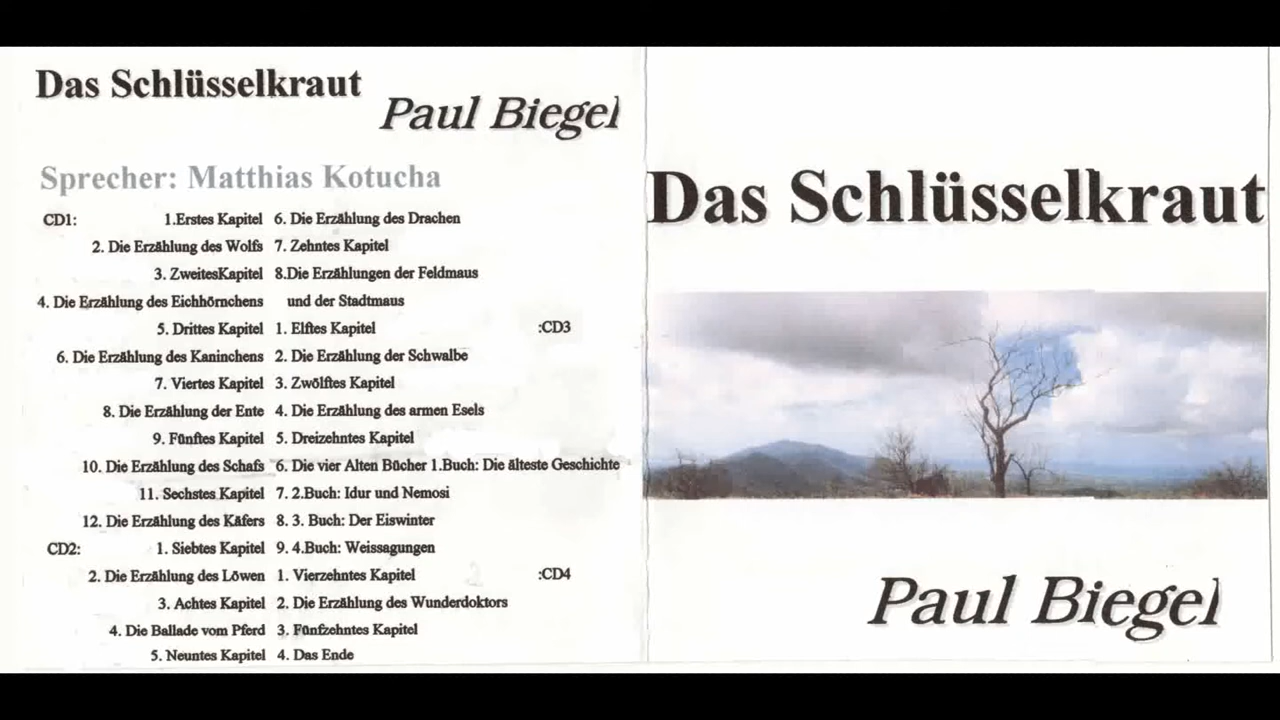 Das Schlüsselkraut
Paul Biegel
Sprecher: Matthias Kotucha
CD1:
1.Erstes Kapitel
2. Die Erzählung des Wolfs
3. ZweitesKapitel
4. Die Erzählung des Eichhörnchens
5. Drittes Kapitel
6. Die Erzählung des Kaninchens
7. Viertes Kapitel
8. Die Erzählung der Ente
9. Fünftes Kapitel
10. Die Erzählung des Schafs
11. Sechstes Kapitel
12. Die Erzählung des Käfers
CD2:
1. Siebtes Kapitel
2. Die Erzählung des Löwen
3. Achtes Kapitel
4. Die Ballade vom Pferd
5. Neuntes Kapitel
6. Die Erzählung des Drachen
7. Zehntes Kapitel
8.Die Erzählungen der Feldmaus
und der Stadtmaus
1. Elftes Kapitel :CD3
2. Die Erzählung der Schwalbe
3. Zwölftes Kapitel
4. Die Erzählung des armen Esels
5. Dreizehntes Kapitel
6. Die vier Alten Bücher 1.Buch: Die älteste Geschichte
7. 2.Buch: Idur und Nemosi
8. 3. Buch: Der Eiswinter
9. 4.Buch: Weissagungen
1. Vierzehntes Kapitel :CD4
2. Die Erzählung des Wunderdoktors
3. Fünfzehntes Kapitel
4. Das Ende
Das Schlüsselkraut
Paul Biegel